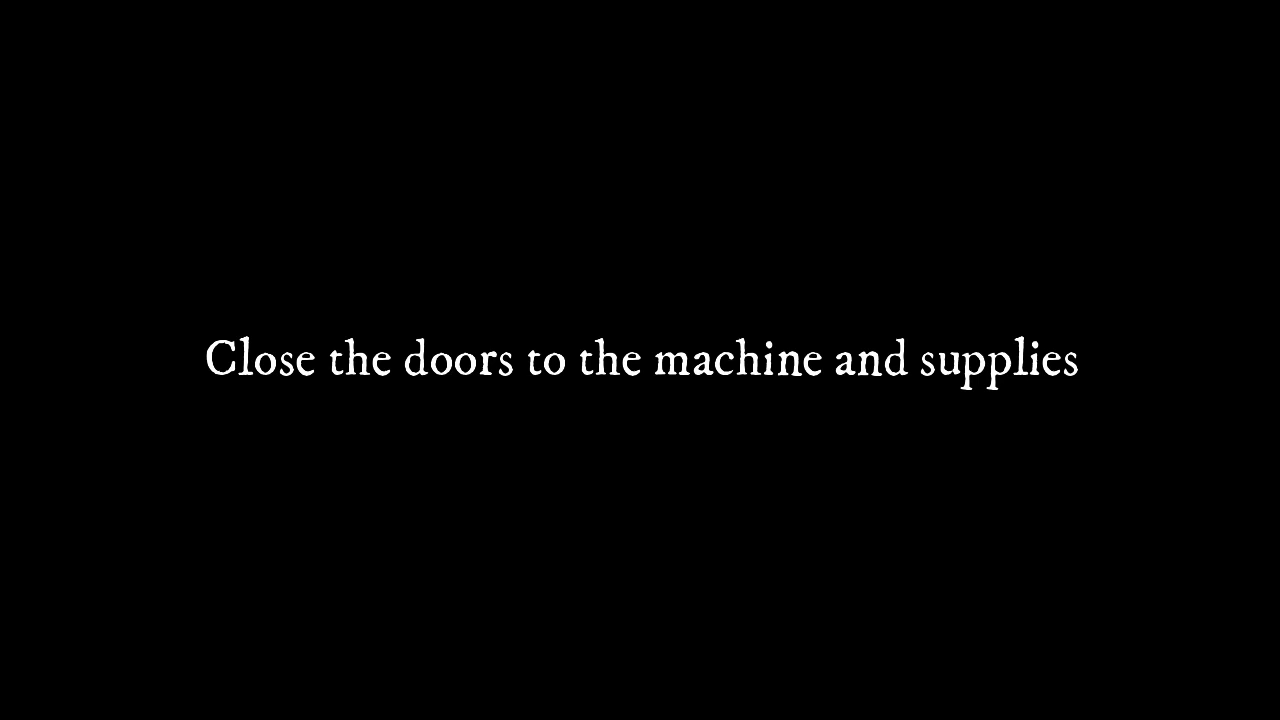 Close the doors to the machine and supplies